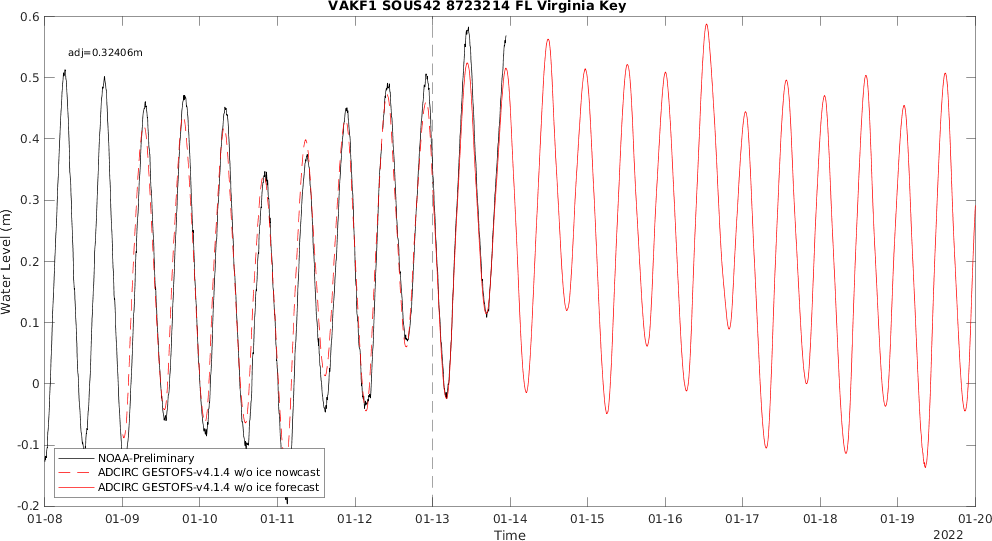 VAKF1 SOUS42 8723214 FL Virginia Key
adj=0.32406m
0.6
0.5
0.4
0.3
0.2
0.1
0
-0.1
-0.2
Water Level (m)
NOAA-Preliminary
ADCIRC GESTOFS-v4.1.4 w/o ice nowcast
ADCIRC GESTOFS-v4.1.4 w/o ice forecast
01-08 01-09 01-10 01-11 01-12 01-13 01-14 01-15 01-16 01-17 01-18 01-19 01-20
Time
2022